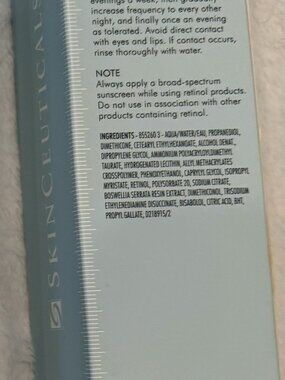 evenings a week, then gradually
increase frequency to every other
night, and finally once an evening
as tolerated. Avoid direct contact
with eyes and lips. If contact occurs,
rinse thoroughly with water.
NOTE
Always apply a broad-spectrum
sunscreen while using retinol products.
Do not use in association with other
products containing retinol.
INGREDIENTS - 855260 3 - AQUA/WATER/EAU, PROPANEDIOL,
DIMETHICONE, CETEARYL ETHYLHEXANOATE, ALCOHOL DENAT.,
DIPROPYLENE GLYCOL, AMMONIUM POLYACRYLOYLDIMETHYL
TAURATE, HYDROGENATED LECITHIN, ALLYL METHACRYLATES
CROSSPOLYMER, PHENOXYETHANOL, CAPRYLYL GLYCOL, ISOPROPYL
MYRISTATE, RETINOL, POLYSORBATE 20, SODIUM CITRATE,
BOSWELLIA SERRATA RESIN EXTRACT, DIMETHICONOL, TRISODIUM
ETHYLENEDIAMINE DISUCCINATE, BISABOLOL, CITRIC ACID, BHT,
PROPYL GALLATE, D218915/2
SKINCEUTICALS